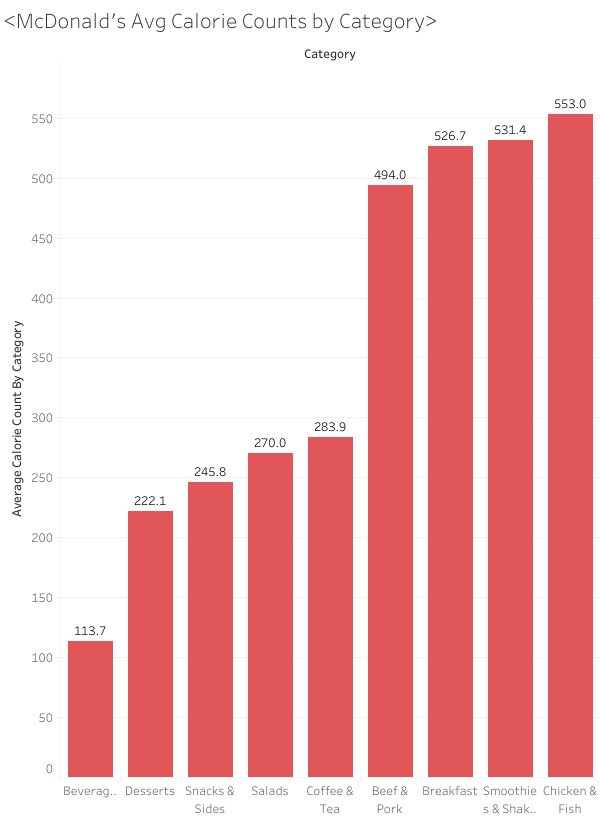 <McDonald's Avg Calorie Counts by Category>
Category
Average Calorie Count By Category
550
500
450
400
350
300
250
200
150
100
50
0
113.7
222.1
245.8
270.0
283.9
494.0
526.7
531.4
553.0
Beverag..
Desserts
Snacks &
Sides
Salads
Coffee &
Tea
Beef &
Pork
Breakfast
Smoothie
s & Shak..
Chicken &
Fish